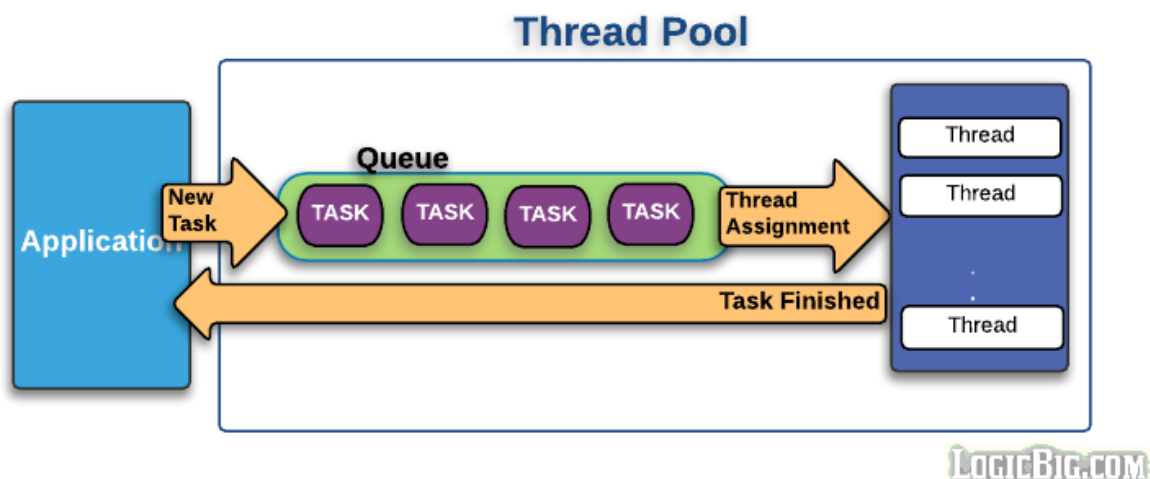 Thread Pool
Queue
New
Task
Application
TASK
TASK
TASK
TASK
Thread
Assignment
Thread
Thread
Thread
Task Finished
LOGICBIG.COM